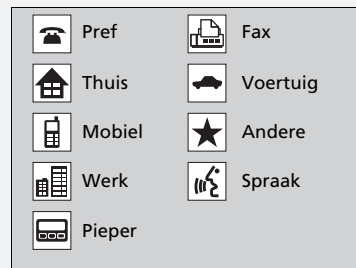 Pref
Fax
Thuis
Voertuig
Mobiel
Andere
Werk
Spraak
Pieper